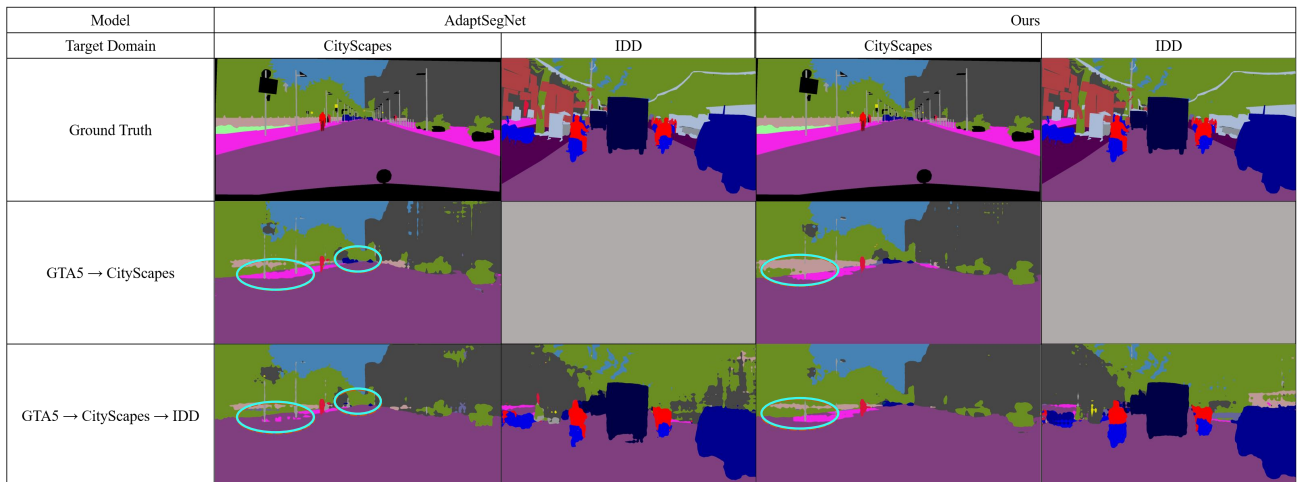 Model AdaptSegNet Ours
Target Domain CityScapes IDD CityScapes IDD
Ground Truth
GTA5 → CityScapes
GTA5 → CityScapes → IDD